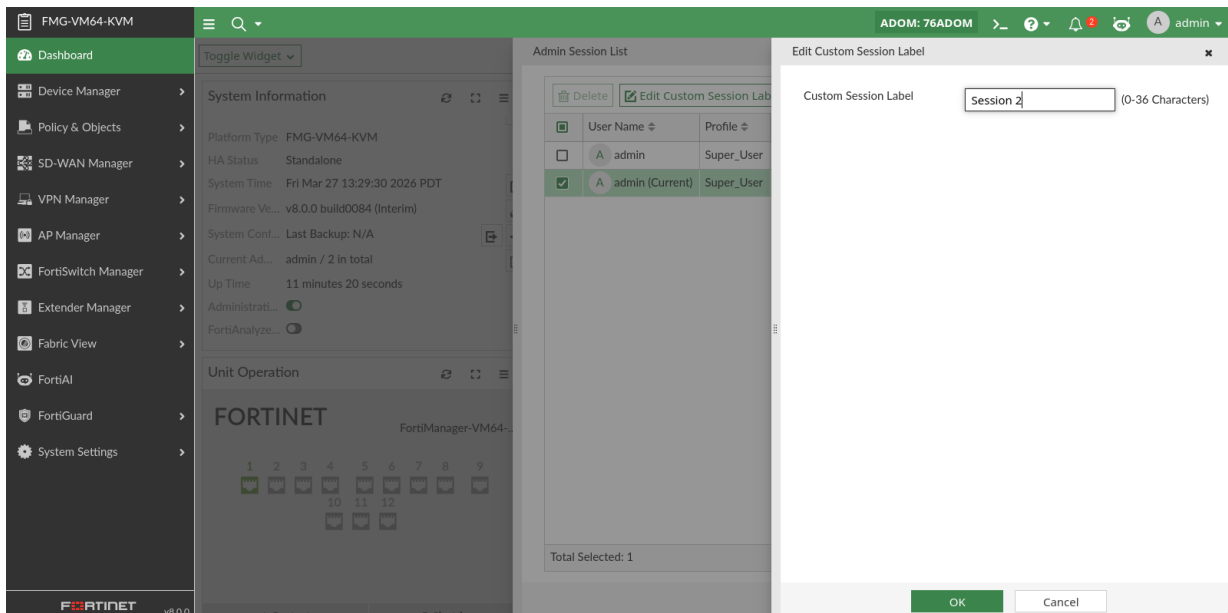 FMG-VM64-KVM
ADOM: 76ADOM
2
A admin
Dashboard
Device Manager
Policy & Objects
SD-WAN Manager
VPN Manager
AP Manager
FortiSwitch Manager
Extender Manager
Fabric View
FortiAI
FortiGuard
System Settings
FORTINET
v8.0.0
Toggle Widget
System Information
Platform Type FMG-VM64-KVM
HA Status Standalone
System Time Fri Mar 27 13:29:30 2026 PDT
Firmware Ve... v8.0.0 build0084 (Interim)
System Conf... Last Backup: N/A
Current Ad... admin / 2 in total
Up Time 11 minutes 20 seconds
Administrati...
FortiAnalyze...
Unit Operation
FORTINET
FortiManager-VM64-...
1 2 3 4 5 6 7 8 9
10 11 12
Admin Session List
Delete Edit Custom Session Lab
User Name Profile
A admin Super_User
A admin (Current) Super_User
Total Selected: 1
Edit Custom Session Label
Custom Session Label Session 2 (0-36 Characters)
OK Cancel